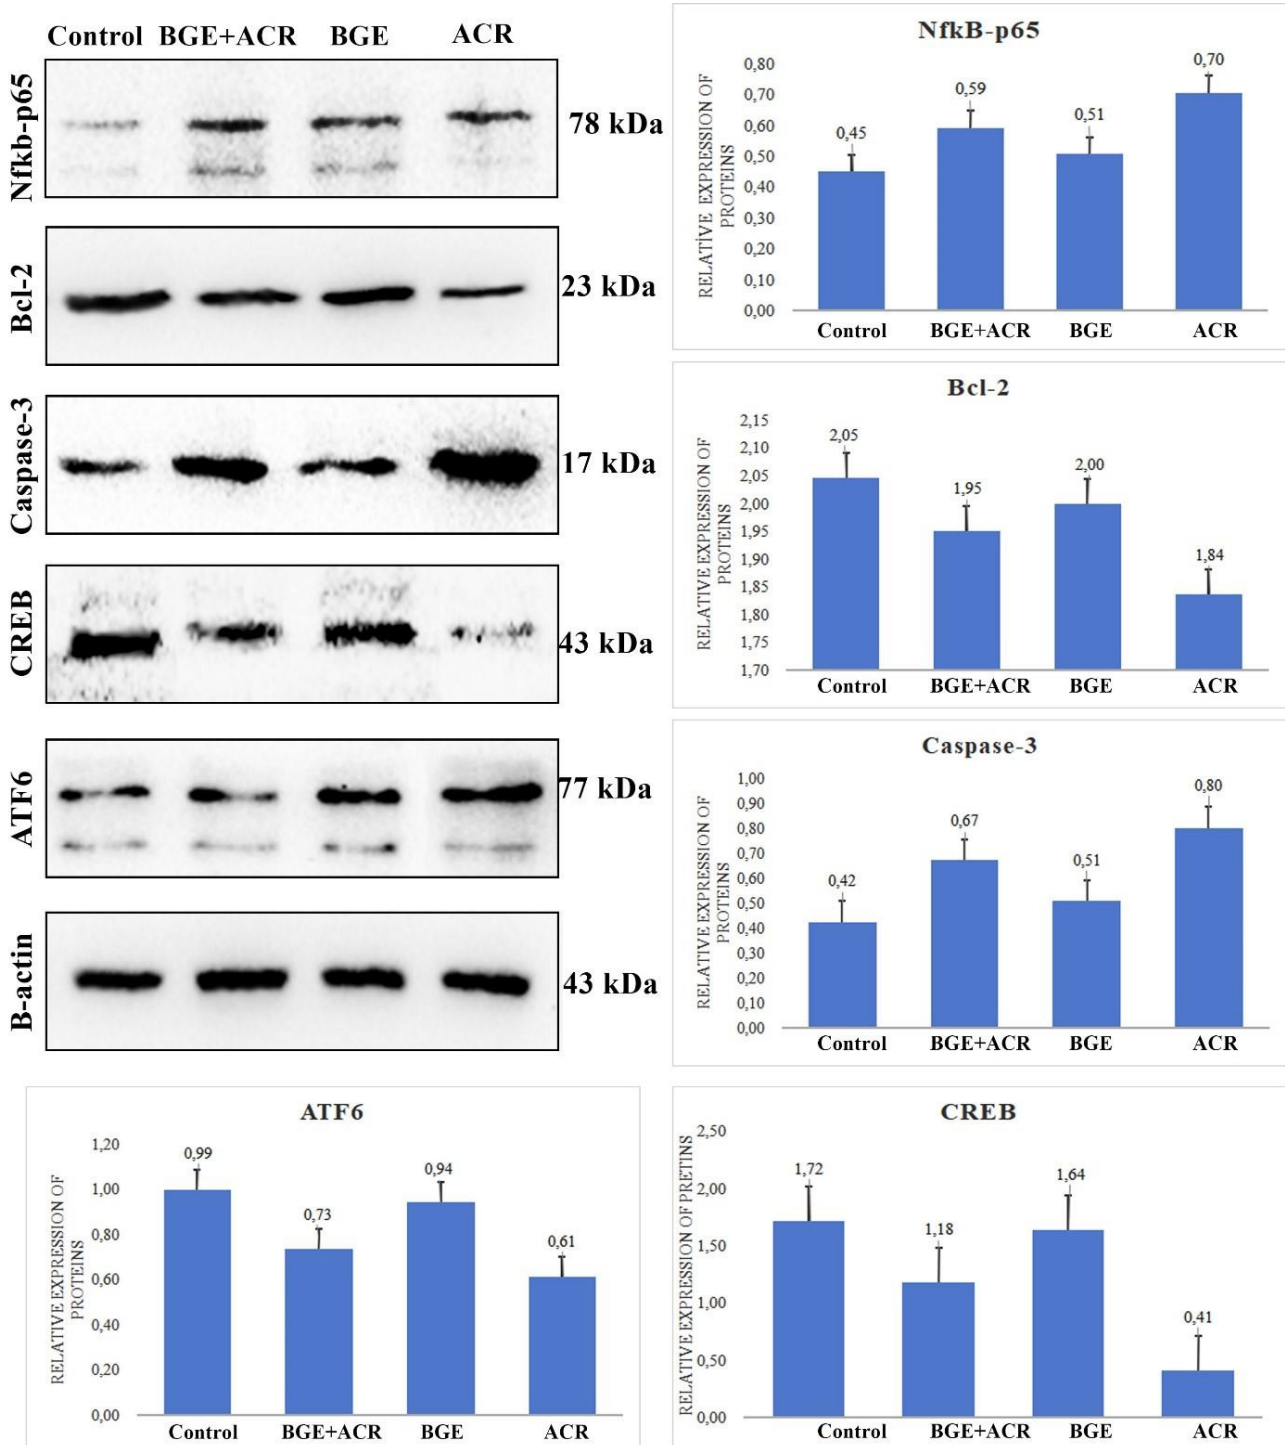 Control BGE+ACR BGE ACR
Nfkb-p65
78 kDa
Bcl-2
23 kDa
Caspase-3
17 kDa
CREB
43 kDa
ATF6
77 kDa
B-actin
43 kDa
NfkB-p65
RELATİVE EXPRESSION OF
PROTEINS
0,80
0,70
0,60
0,50
0,40
0,30
0,20
0,10
0,00
0,45
0,59
0,51
0,70
Control BGE+ACR BGE ACR
Bcl-2
RELATIVE EXPRESSION OF
PROTEINS
2,15
2,10
2,05
2,00
1,95
1,90
1,85
1,80
1,75
1,70
2,05
1,95
2,00
1,84
Control BGE+ACR BGE ACR
Caspase-3
RELATIVE EXPRESSION OF
PROTEINS
1,00
0,90
0,80
0,70
0,60
0,50
0,40
0,30
0,20
0,10
0,00
0,42
0,67
0,51
0,80
Control BGE+ACR BGE ACR
ATF6
RELATIVE EXPRESSION OF
PROTEINS
1,20
1,00
0,80
0,60
0,40
0,20
0,00
0,99
0,73
0,94
0,61
Control BGE+ACR BGE ACR
CREB
RELATIVE EXPRESSION OF PRETINS
2,50
2,00
1,50
1,00
0,50
0,00
1,72
1,18
1,64
0,41
Control BGE+ACR BGE ACR